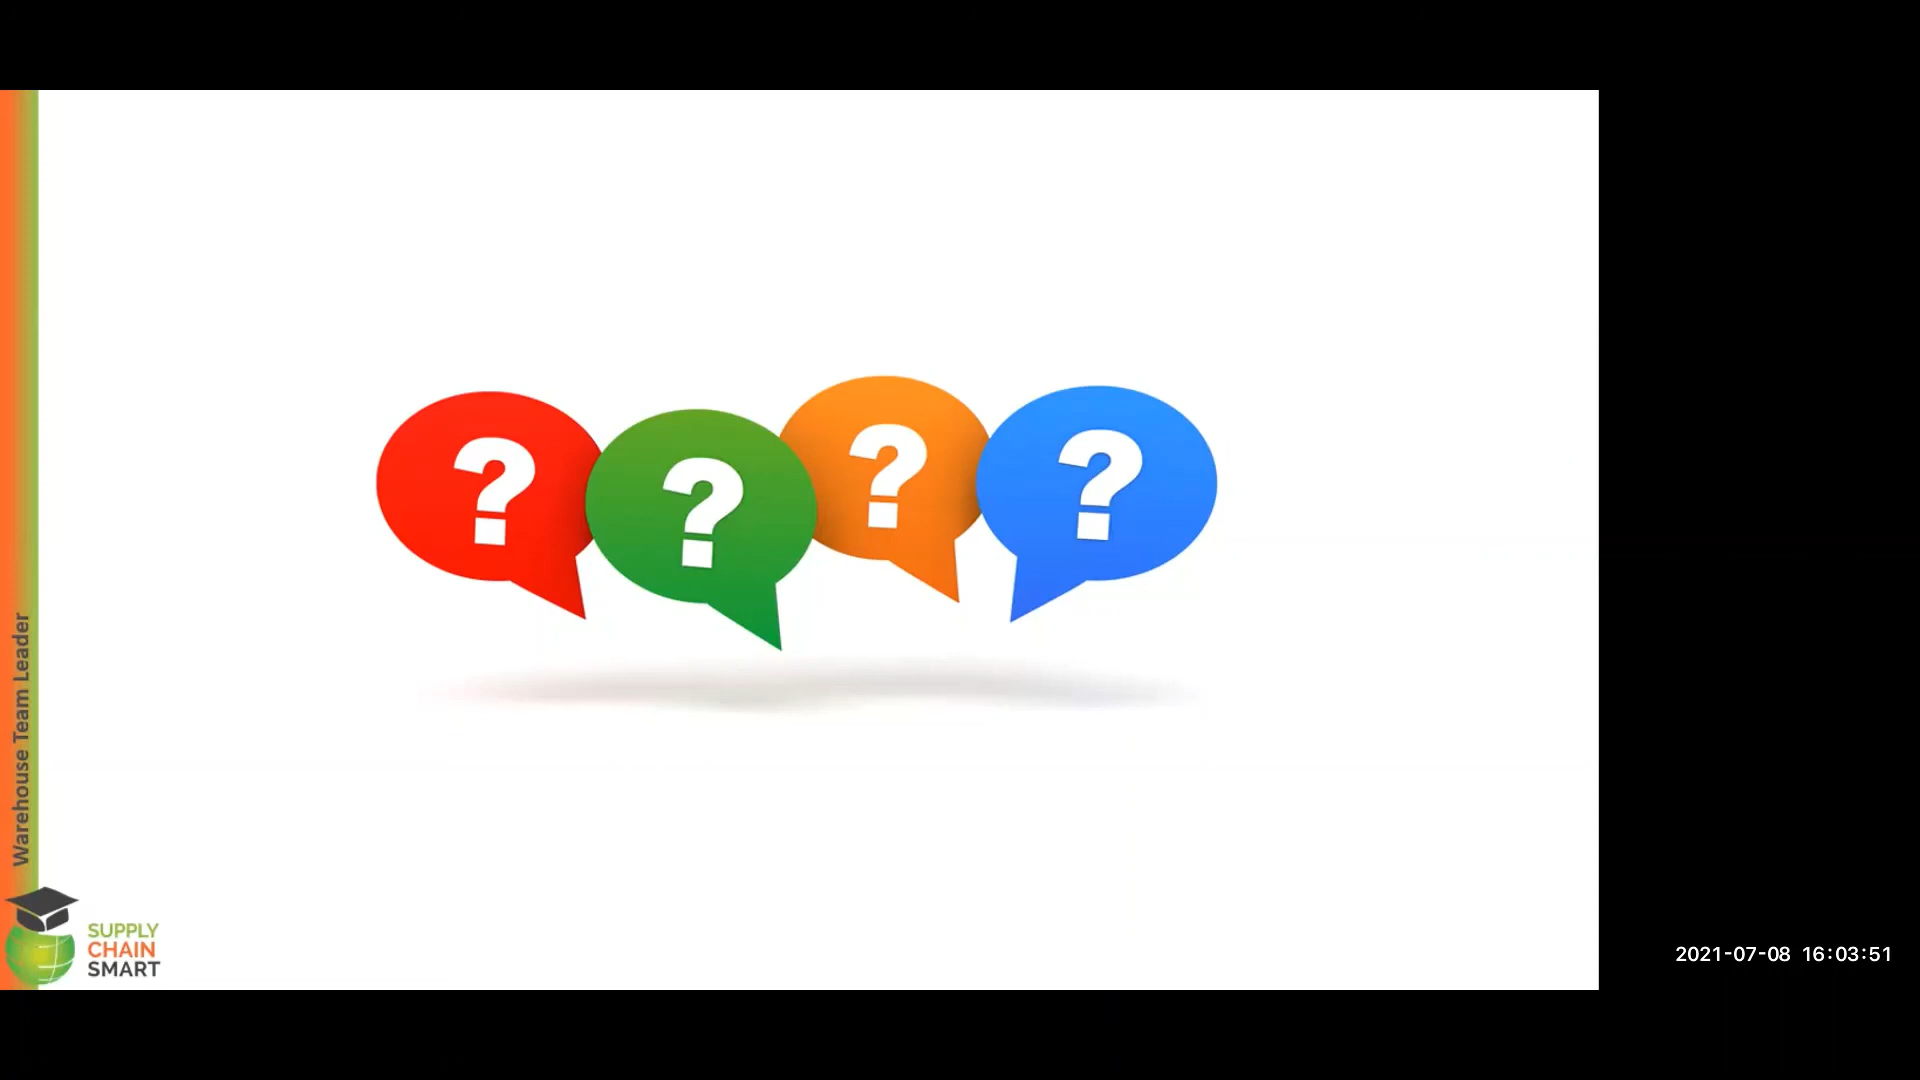 ?
?
?
?
Warehouse Team Leader
SUPPLY
CHAIN
SMART
2021-07-08 16:03:51